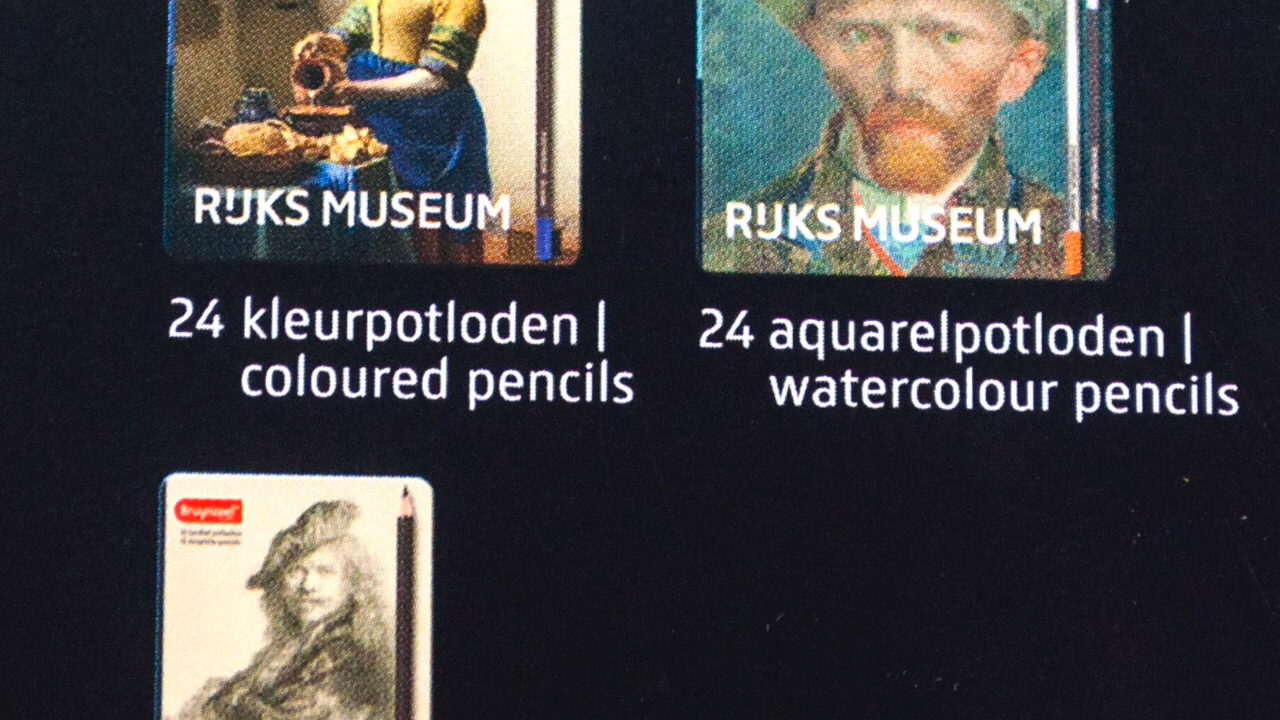 RIJKS MUSEUM
RIJKS MUSEUM
24 kleurpotloden |
coloured pencils
24 aquarelpotloden |
watercolour pencils
Bruynzeel